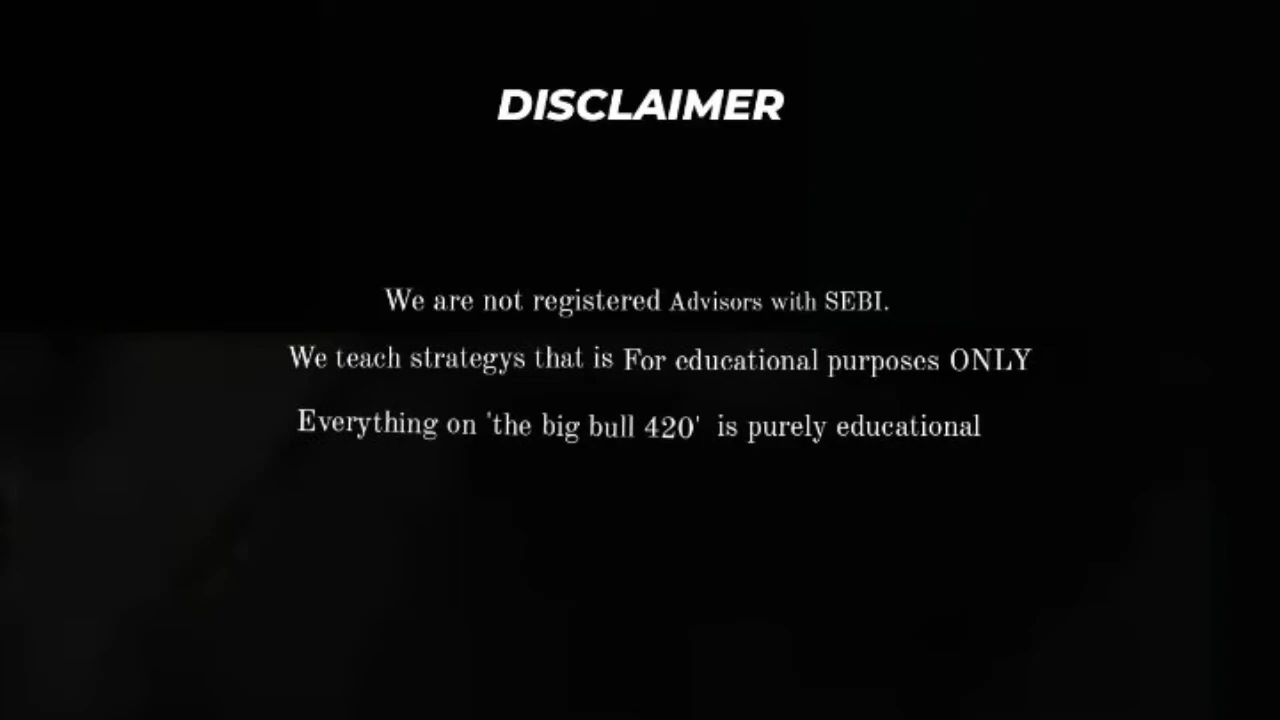 DISCLAIMER
We are not registered Advisors with SEBI.
We teach strategys that is For educational purposes ONLY
Everything on 'the big bull 420' is purely educational